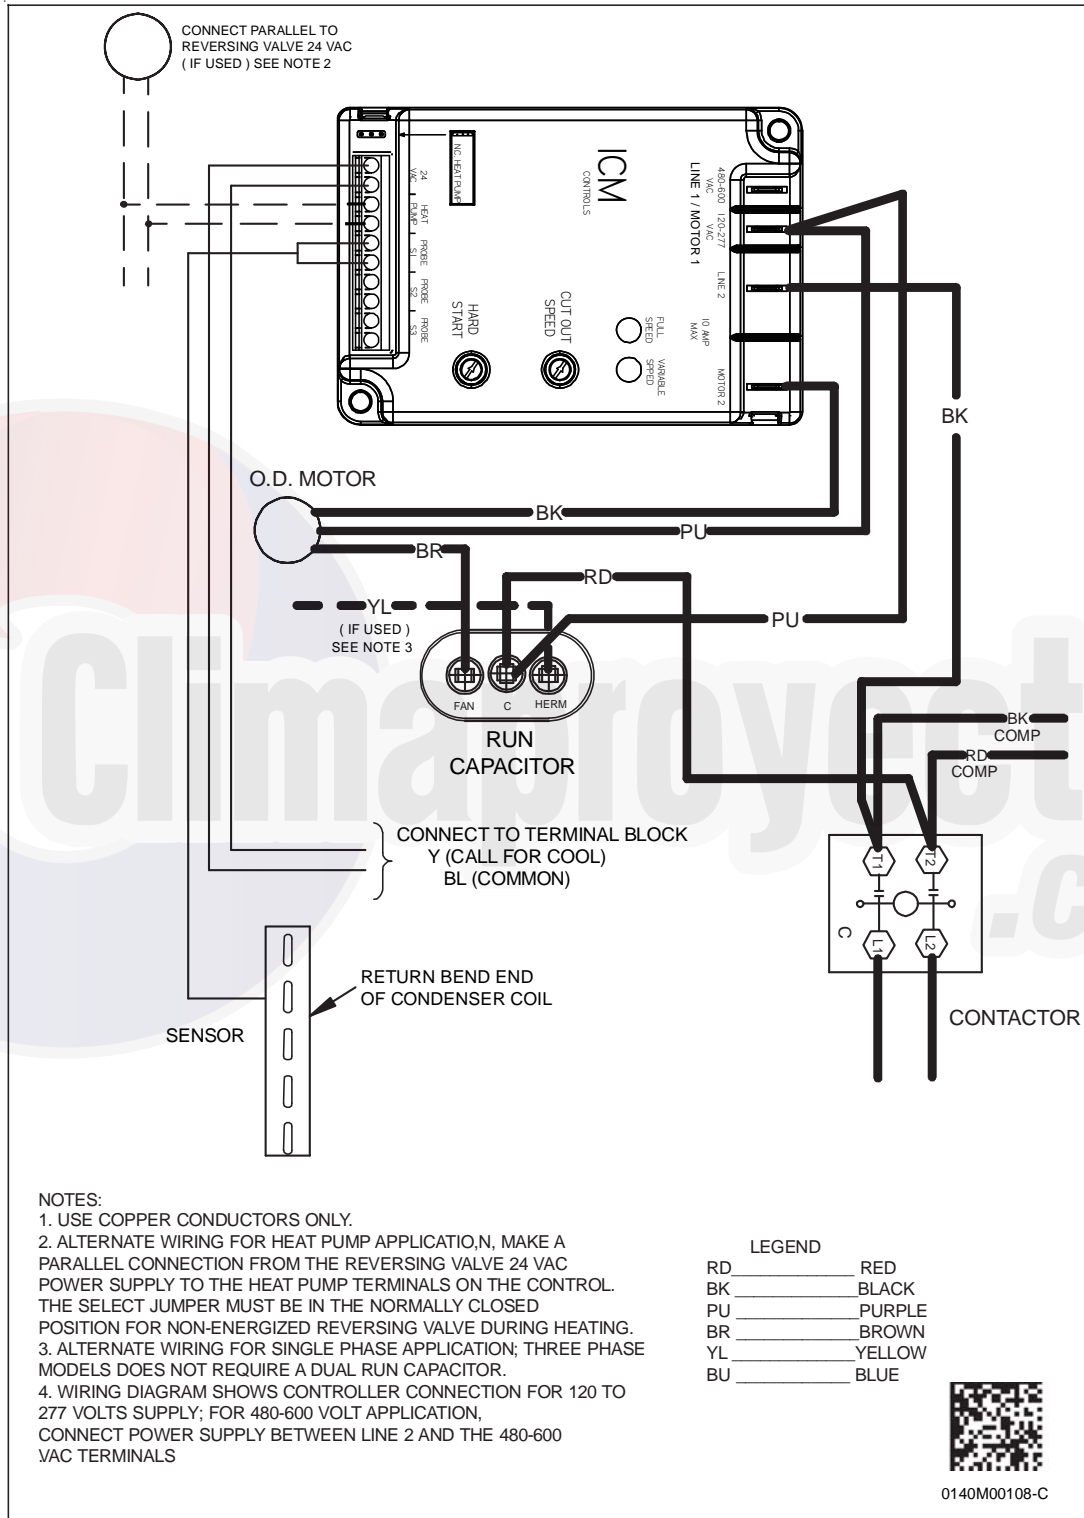 CONNECT PARALLEL TO
REVERSING VALVE 24 VAC
( IF USED ) SEE NOTE 2
N.C. HEAT PUMP
ICM
CONTROLS
24
VAC
HEAT
PUMP
PROBE
S1
PROBE
S2
PROBE
S3
HARD
START
CUT OUT
SPEED
FULL
SPEED
VARIABLE
SPPED
480-600
VAC
120-277
VAC
LINE 1 / MOTOR 1
LINE 2
10 AMP
MAX
MOTOR 2
BK
O.D. MOTOR
BK
PU
BR
RD
YL
( IF USED )
SEE NOTE 3
PU
FAN
C
HERM
RUN
CAPACITOR
BK
COMP
RD
COMP
CONNECT TO TERMINAL BLOCK
Y (CALL FOR COOL)
BL (COMMON)
T1
T2
C
L1
L2
CONTACTOR
RETURN BEND END
OF CONDENSER COIL
SENSOR
Climaproyect
.c
NOTES:
1. USE COPPER CONDUCTORS ONLY.
2. ALTERNATE WIRING FOR HEAT PUMP APPLICATIO,N, MAKE A
PARALLEL CONNECTION FROM THE REVERSING VALVE 24 VAC
POWER SUPPLY TO THE HEAT PUMP TERMINALS ON THE CONTROL.
THE SELECT JUMPER MUST BE IN THE NORMALLY CLOSED
POSITION FOR NON-ENERGIZED REVERSING VALVE DURING HEATING.
3. ALTERNATE WIRING FOR SINGLE PHASE APPLICATION; THREE PHASE
MODELS DOES NOT REQUIRE A DUAL RUN CAPACITOR.
4. WIRING DIAGRAM SHOWS CONTROLLER CONNECTION FOR 120 TO
277 VOLTS SUPPLY; FOR 480-600 VOLT APPLICATION,
CONNECT POWER SUPPLY BETWEEN LINE 2 AND THE 480-600
VAC TERMINALS
LEGEND
RD____________ RED
BK ____________BLACK
PU ____________PURPLE
BR ____________BROWN
YL ____________YELLOW
BU ___________ BLUE
0140M00108-C